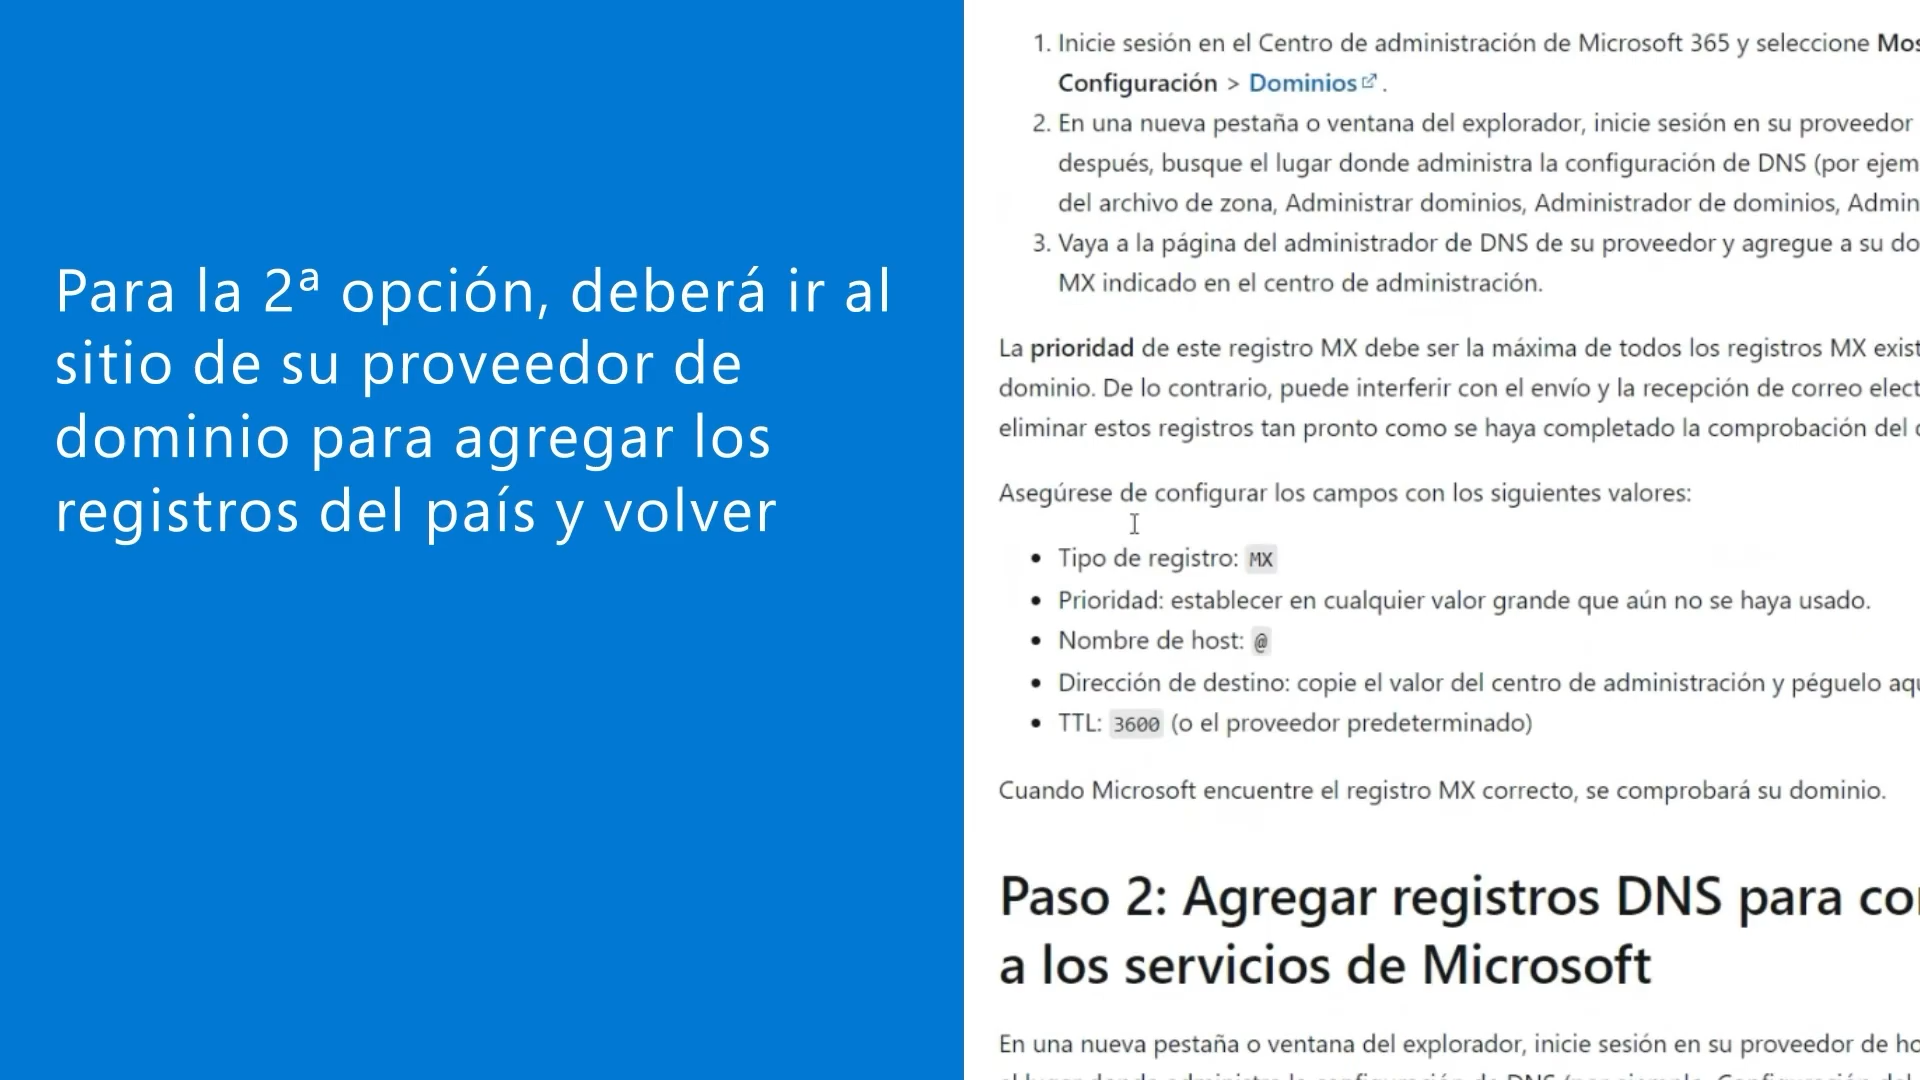 Para la 2ª opción, deberá ir al
sitio de su proveedor de
dominio para agregar los
registros del país y volver
1. Inicie sesión en el Centro de administración de Microsoft 365 y seleccione Mos
Configuración > Dominios .
2. En una nueva pestaña o ventana del explorador, inicie sesión en su proveedor
después, busque el lugar donde administra la configuración de DNS (por ejem
del archivo de zona, Administrar dominios, Administrador de dominios, Admin
3. Vaya a la página del administrador de DNS de su proveedor y agregue a su do
MX indicado en el centro de administración.
La prioridad de este registro MX debe ser la máxima de todos los registros MX exist
dominio. De lo contrario, puede interferir con el envío y la recepción de correo elect
eliminar estos registros tan pronto como se haya completado la comprobación del
Asegúrese de configurar los campos con los siguientes valores:
• Tipo de registro: MX
• Prioridad: establecer en cualquier valor grande que aún no se haya usado.
• Nombre de host: @
• Dirección de destino: copie el valor del centro de administración y péguelo aqu
• TTL: 3600 (o el proveedor predeterminado)
Cuando Microsoft encuentre el registro MX correcto, se comprobará su dominio.
Paso 2: Agregar registros DNS para co
a los servicios de Microsoft
En una nueva pestaña o ventana del explorador, inicie sesión en su proveedor de ho